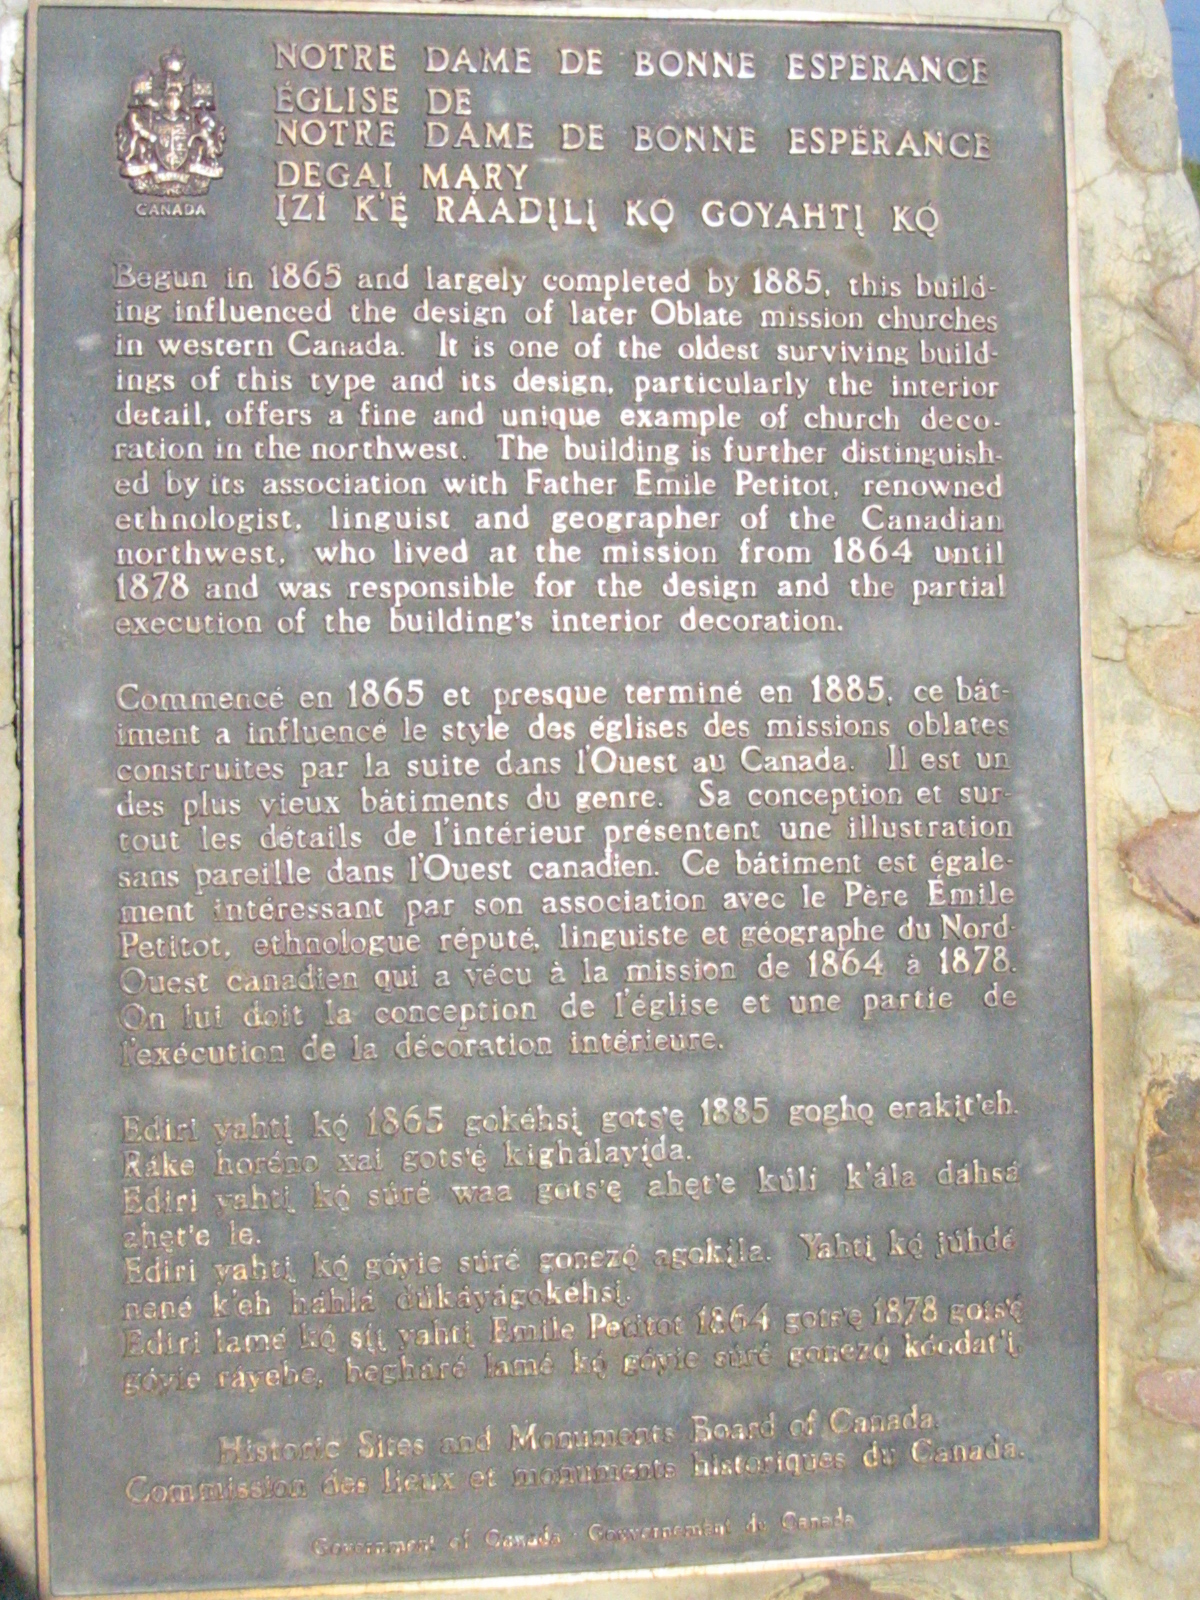 NOTRE DAME DE BONNE ESPERANCE
ÉGLISE DE
NOTRE DAME DE BONNE ESPÉRANCE
DEGAI MARY
ĮZÍ K'Ę́ RÁADĮLĮ KǪ́ GOYAHTĮ KǪ́
CANADA
Begun in 1865 and largely completed by 1885, this build-
ing influenced the design of later Oblate mission churches
in western Canada. It is one of the oldest surviving build-
ings of this type and its design, particularly the interior
detail, offers a fine and unique example of church deco-
ration in the northwest. The building is further distinguish-
ed by its association with Father Emile Petitot, renowned
ethnologist, linguist and geographer of the Canadian
northwest, who lived at the mission from 1864 until
1878 and was responsible for the design and the partial
execution of the building's interior decoration.
Commencé en 1865 et presque terminé en 1885, ce bât-
iment a influencé le style des églises des missions oblates
construites par la suite dans l'Ouest au Canada. Il est un
des plus vieux bâtiments du genre. Sa conception et sur-
tout les détails de l'intérieur présentent une illustration
sans pareille dans l'Ouest canadien. Ce bâtiment est égale-
ment intéressant par son association avec le Père Émile
Petitot, ethnologue réputé, linguiste et géographe du Nord-
Ouest canadien qui a vécu à la mission de 1864 à 1878.
On lui doit la conception de l'église et une partie de
l'exécution de la décoration intérieure.
Ediri yahtį kǫ́ 1865 gokéhsį gots'ę 1885 goghǫ erakįt'eh.
Ráke horéno xai gots'ę́ kighálayįda.
Ediri yahtį kǫ́ súré waa gots'ę ahęt'e kúlí k'ála dáhsá
ahęt'e le.
Ediri yahtį kǫ́ góyíe súré gonezǫ́ agokįla. Yahtį kǫ́ júhdé
nené k'eh háhlá dúkáyágokéhsį.
Ediri lamé kǫ́ sįį yahtį Emile Petitot 1864 gots'ę 1878 gots'ę́
góyíe ráyehe, begháré lamé kǫ́ góyíe súré gonezǫ́ kóodat'į.
Historic Sites and Monuments Board of Canada.
Commission des lieux et monuments historiques du Canada.
Government of Canada · Gouvernement du Canada